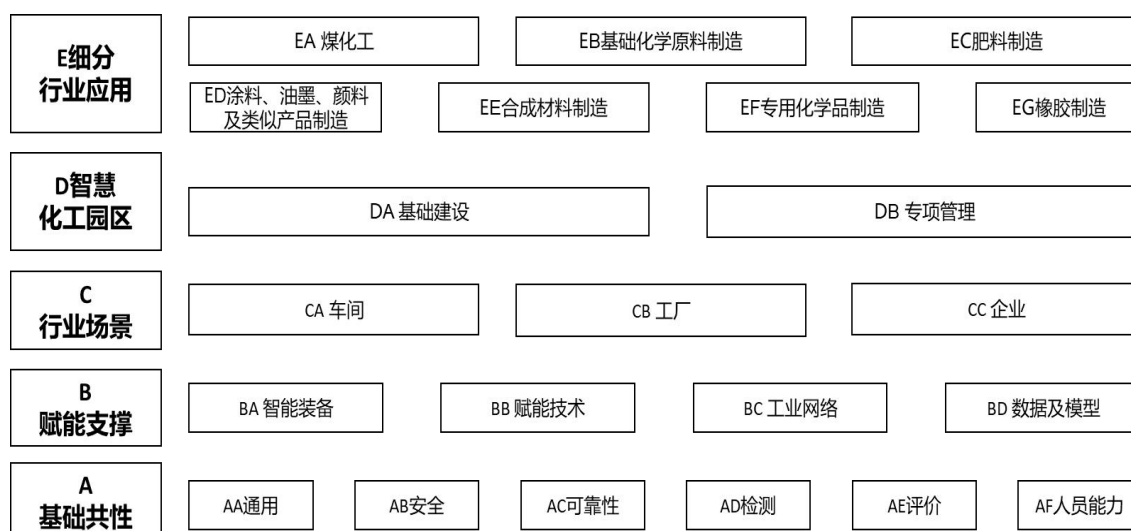 E细分
行业应用
EA 煤化工
EB基础化学原料制造
EC肥料制造
ED涂料、油墨、颜料
及类似产品制造
EE合成材料制造
EF专用化学品制造
EG橡胶制造
D智慧
化工园区
DA 基础建设
DB 专项管理
C
行业场景
CA 车间
CB 工厂
CC 企业
B
赋能支撑
BA 智能装备
BB 赋能技术
BC 工业网络
BD 数据及模型
A
基础共性
AA通用
AB安全
AC可靠性
AD检测
AE评价
AF人员能力